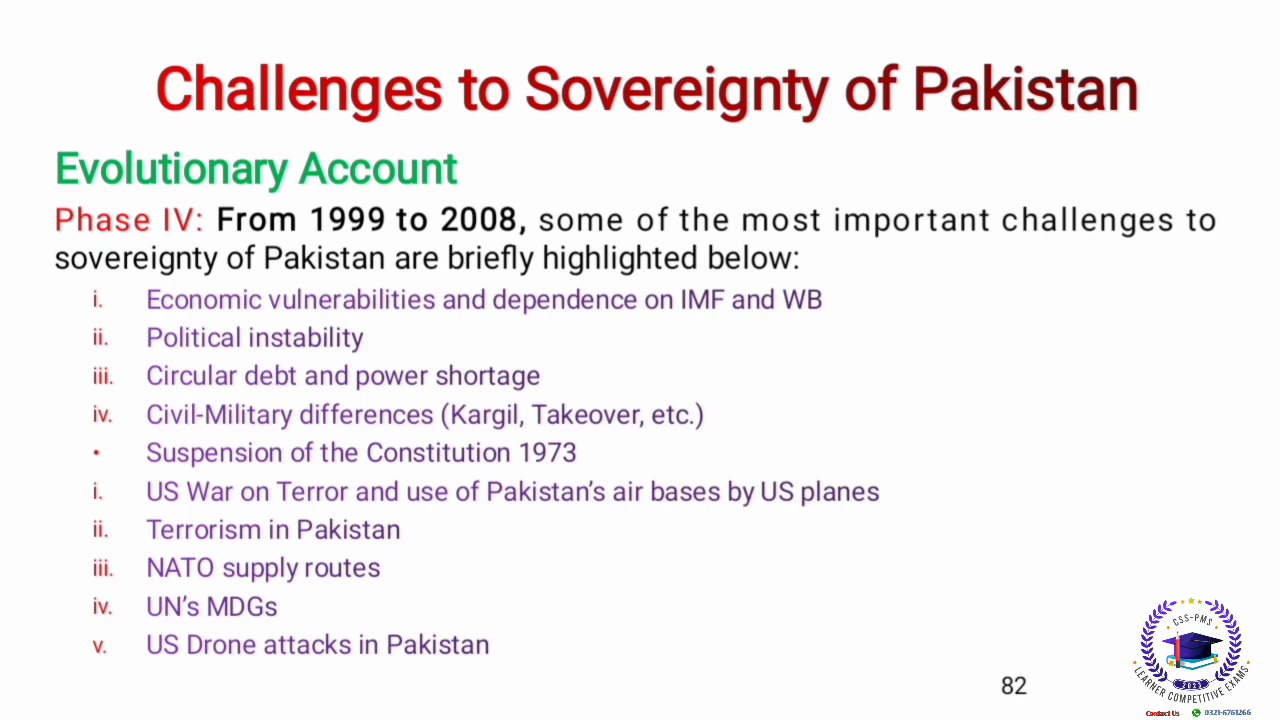 Challenges to Sovereignty of Pakistan
Evolutionary Account
Phase IV: From 1999 to 2008, some of the most important challenges to
sovereignty of Pakistan are briefly highlighted below:
i. Economic vulnerabilities and dependence on IMF and WB
ii. Political instability
iii. Circular debt and power shortage
iv. Civil-Military differences (Kargil, Takeover, etc.)
• Suspension of the Constitution 1973
i. US War on Terror and use of Pakistan's air bases by US planes
ii. Terrorism in Pakistan
iii. NATO supply routes
iv. UN's MDGs
v. US Drone attacks in Pakistan
82
CSS-PMS
2021
LEARNER COMPETITIVE EXAMS
Contact Us 0321-6761266